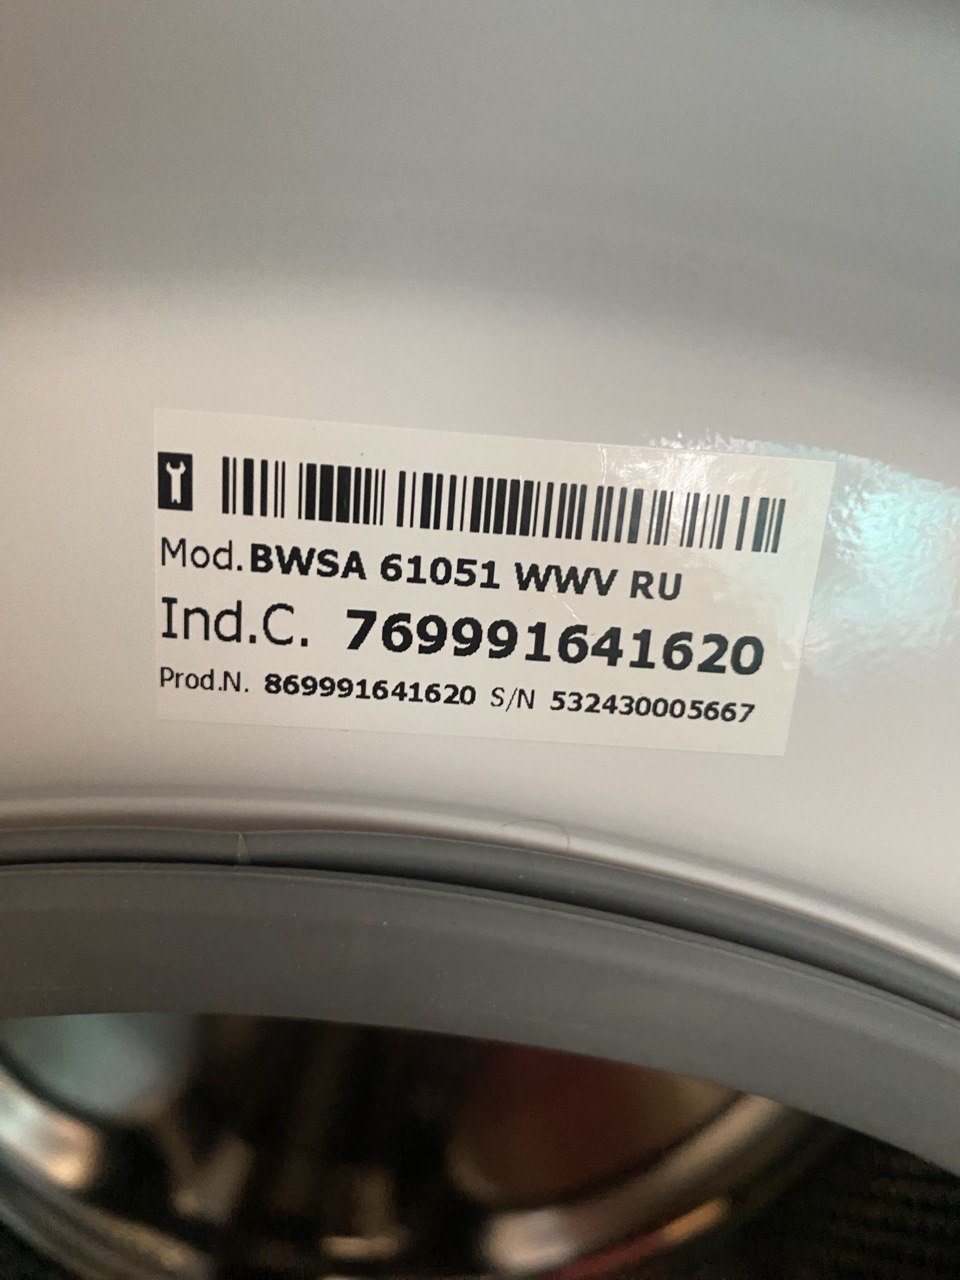 Mod. BWSA 61051 WWV RU
Ind.C. 769991641620
Prod.N. 869991641620 S/N 532430005667